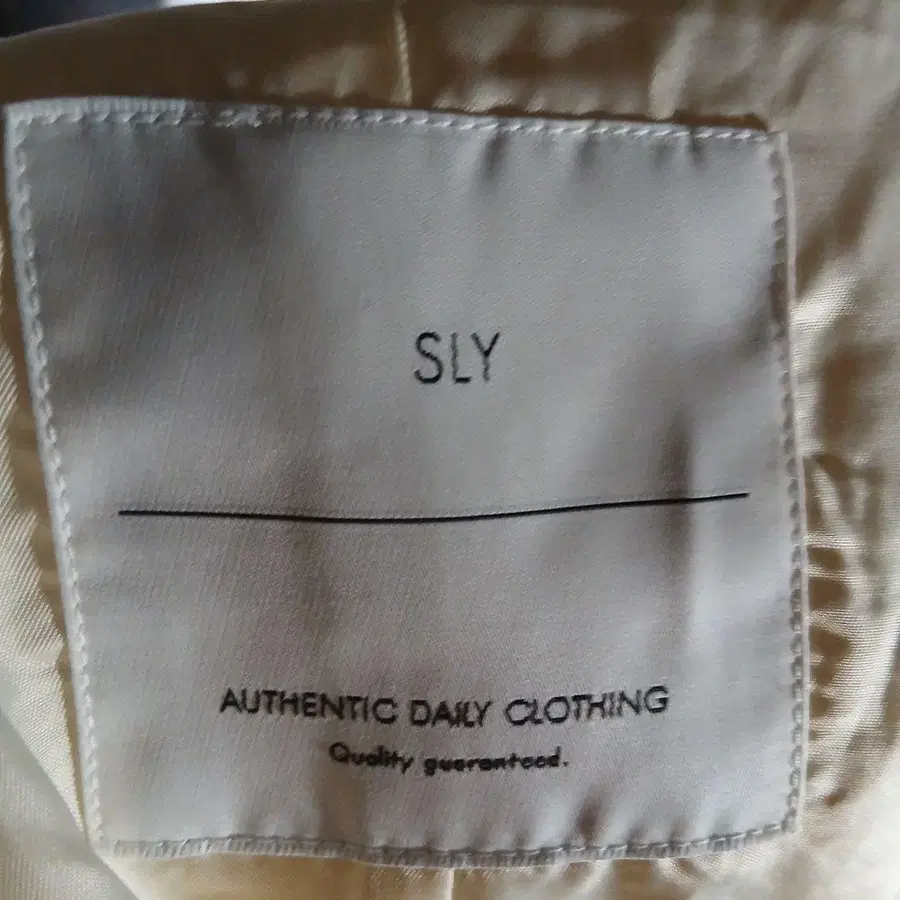 SLY
AUTHENTIC DAILY CLOTHING
Quality guaranteed.